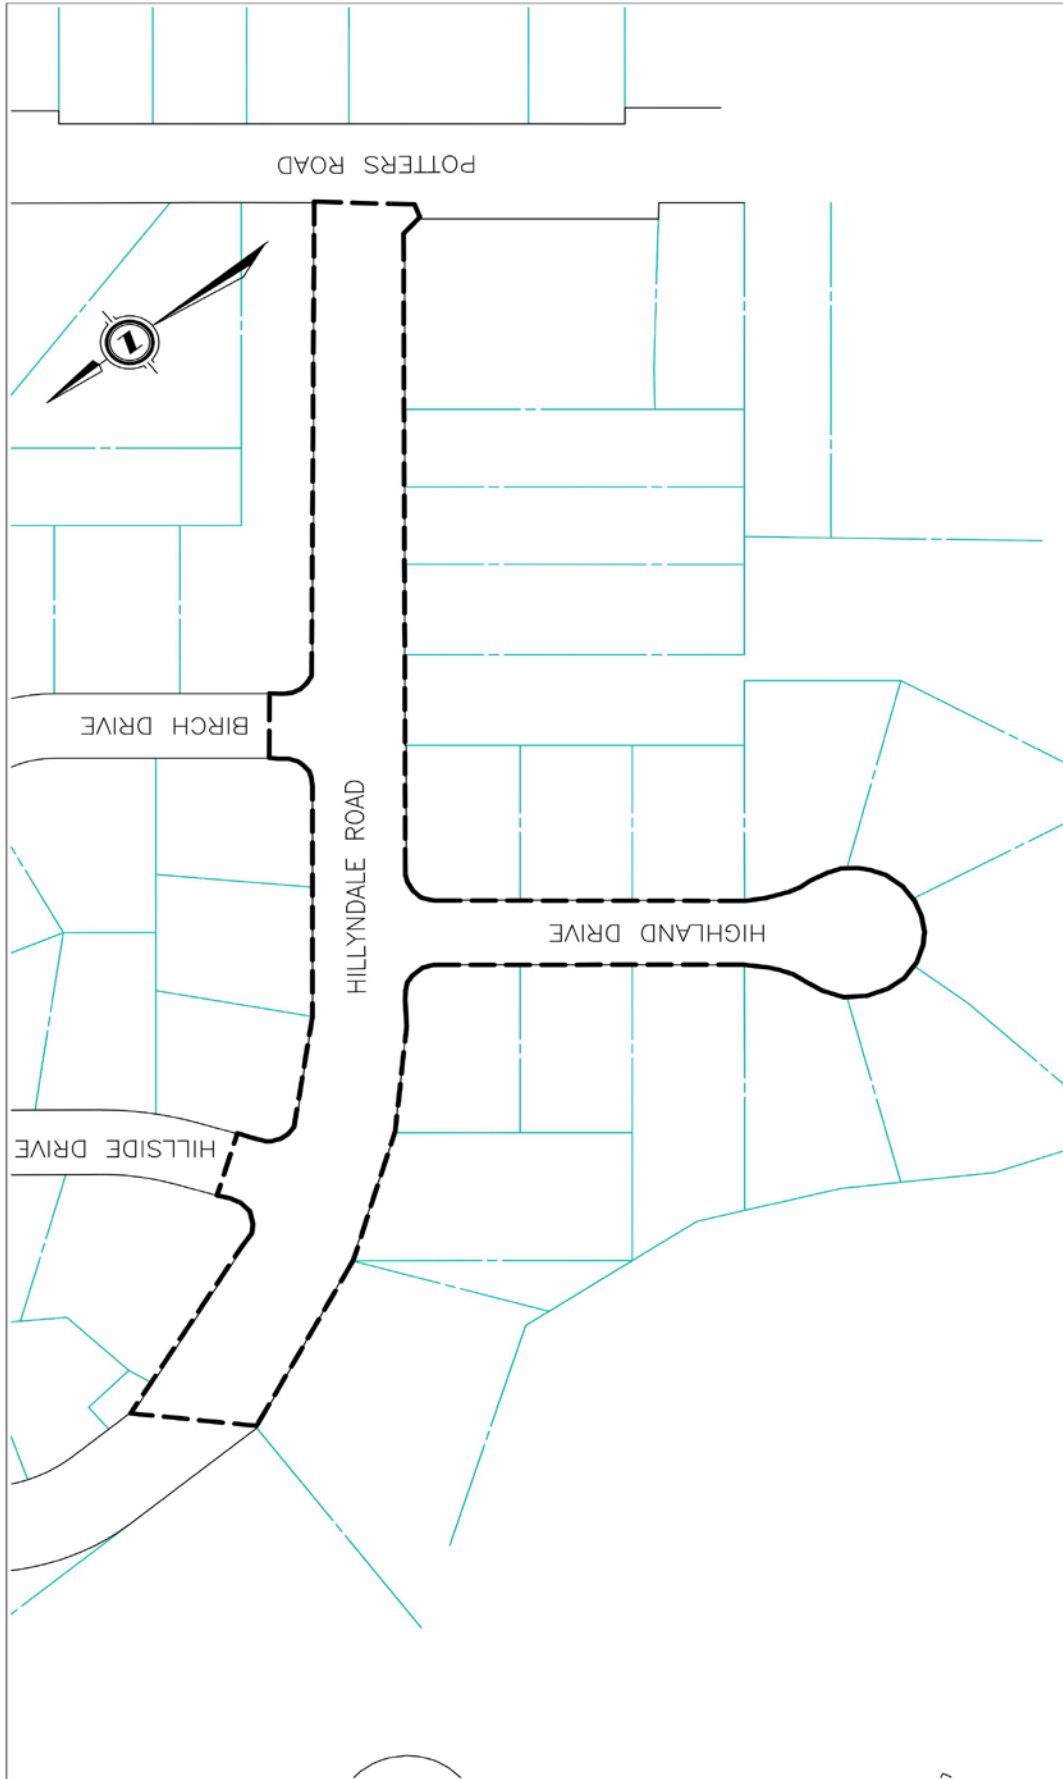 POTTERS ROAD
N
BIRCH DRIVE
HILLYNDALE ROAD
HIGHLAND DRIVE
HILLSIDE DRIVE